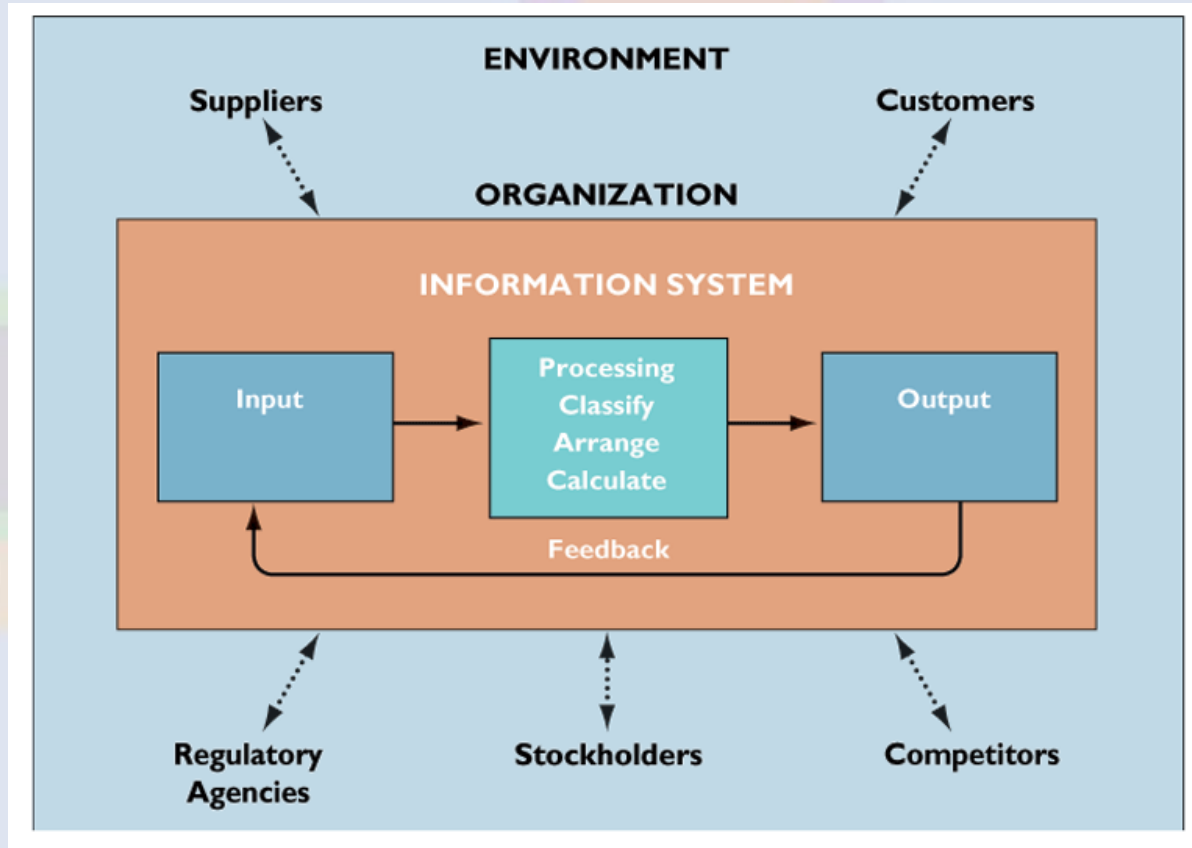 ENVIRONMENT
Suppliers
Customers
ORGANIZATION
INFORMATION SYSTEM
Input
Processing
Classify
Arrange
Calculate
Output
Feedback
Regulatory
Agencies
Stockholders
Competitors